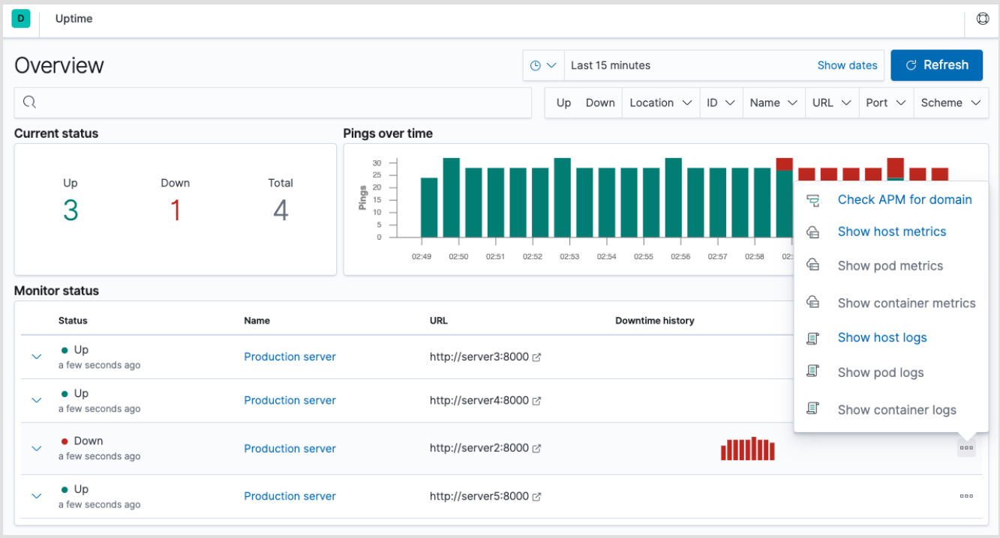 D Uptime
Overview
Last 15 minutes Show dates Refresh
Up Down Location ID Name URL Port Scheme
Current status
Up Down Total
3 1 4
Pings over time
Pings
30
25
20
15
10
5
0
02:49 02:50 02:51 02:52 02:53 02:54 02:55 02:56 02:57 02:58 02:
Check APM for domain
Show host metrics
Show pod metrics
Show container metrics
Show host logs
Show pod logs
Show container logs
Monitor status
Status Name URL Downtime history
Up
a few seconds ago
Production server http://server3:8000
Up
a few seconds ago
Production server http://server4:8000
Down
a few seconds ago
Production server http://server2:8000
Up
a few seconds ago
Production server http://server5:8000